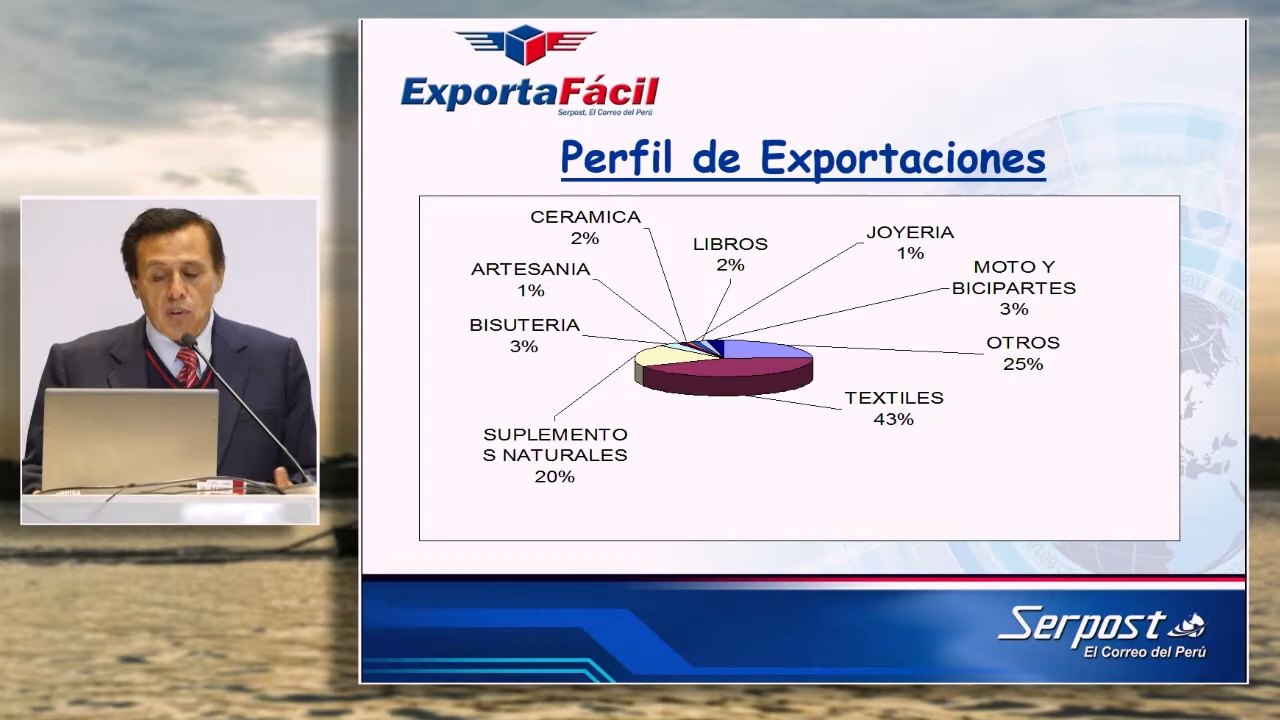 ExportaFácil
Serpost, El Correo del Perú
Perfil de Exportaciones
CERAMICA
2%
LIBROS
2%
JOYERIA
1%
ARTESANIA
1%
MOTO Y
BICIPARTES
3%
BISUTERIA
3%
OTROS
25%
TEXTILES
43%
SUPLEMENTO
S NATURALES
20%
Serpost
El Correo del Perú